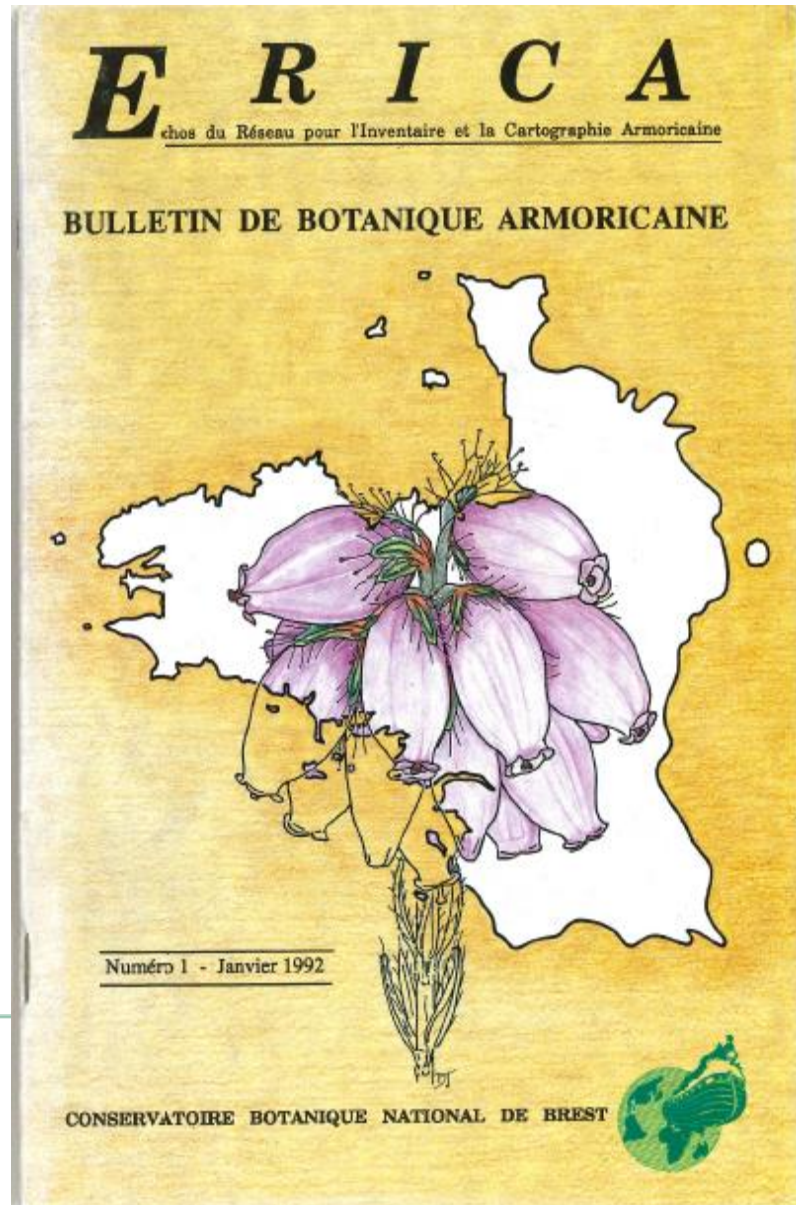 ERICA
chos du Réseau pour l'Inventaire et la Cartographie Armoricaine
BULLETIN DE BOTANIQUE ARMORICAINE
Numéro 1 - Janvier 1992
CONSERVATOIRE BOTANIQUE NATIONAL DE BREST